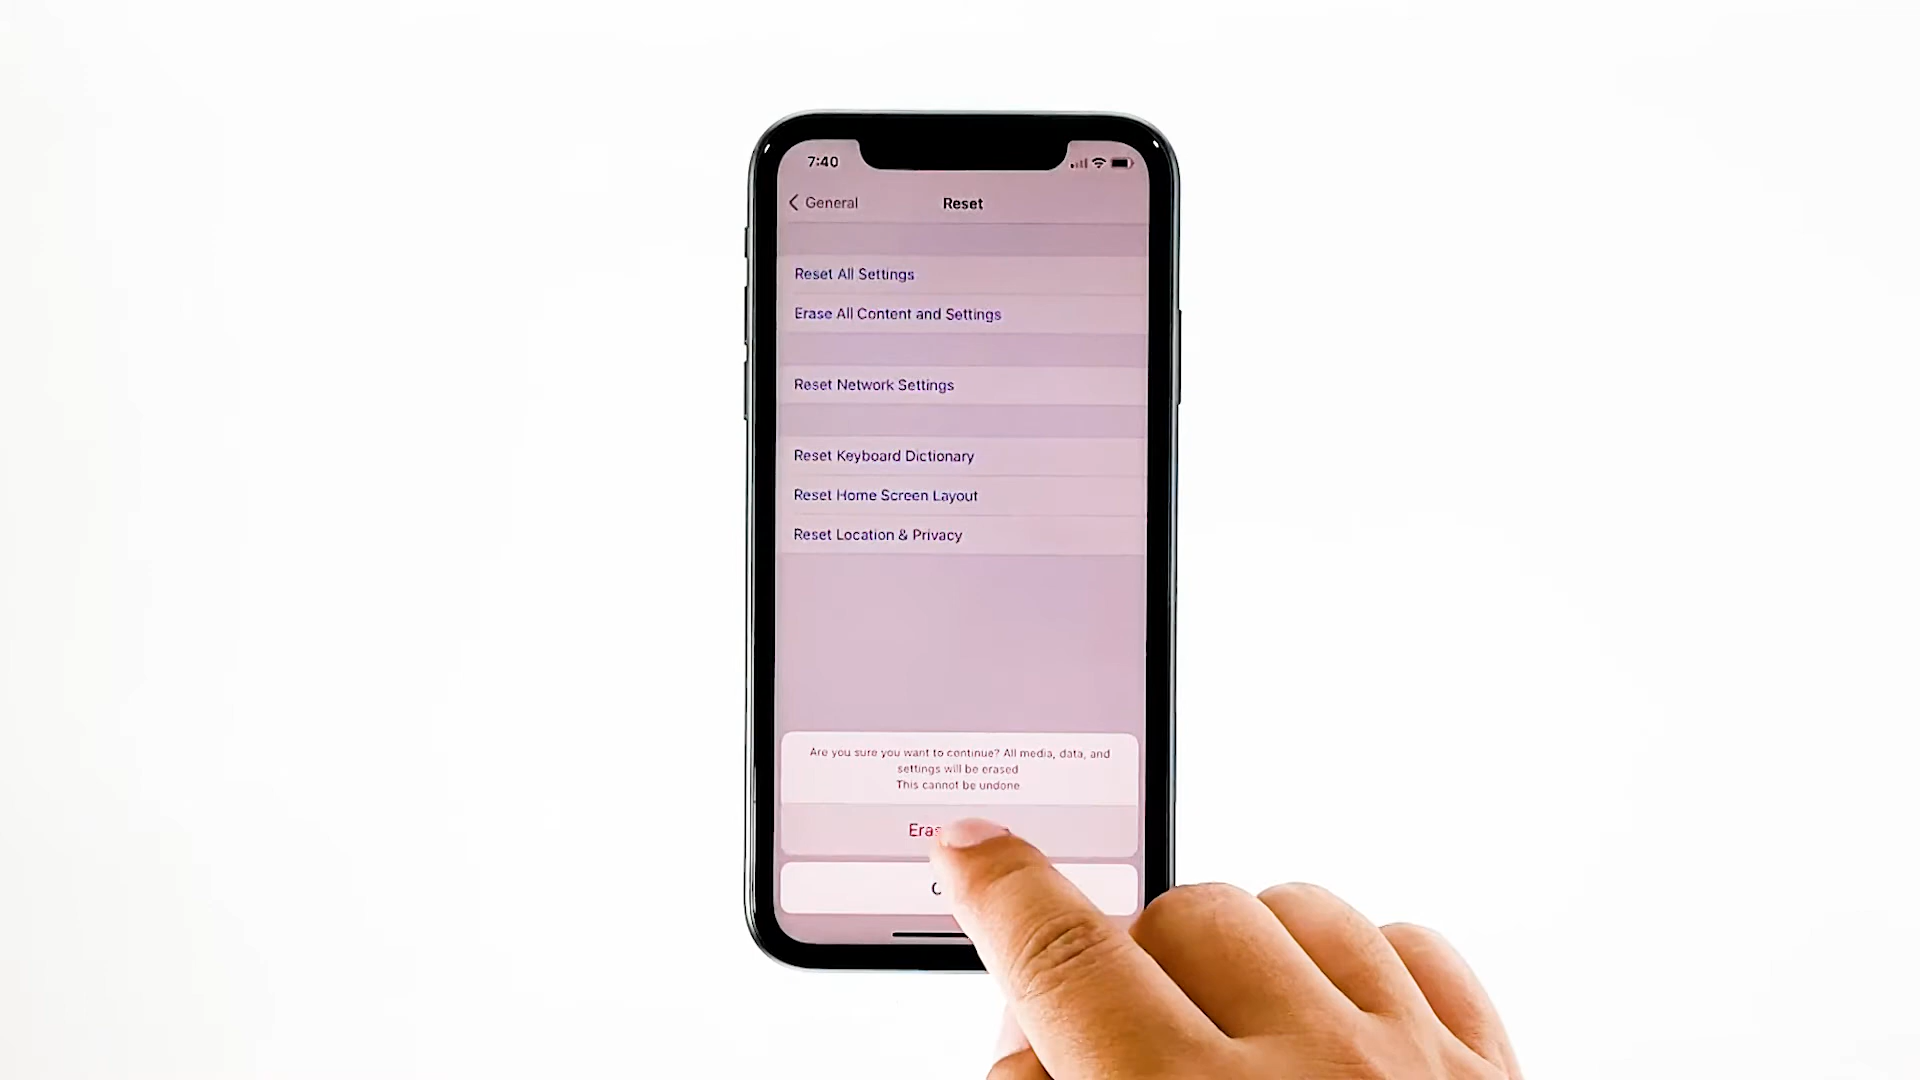 7:40
General
Reset
Reset All Settings
Erase All Content and Settings
Reset Network Settings
Reset Keyboard Dictionary
Reset Home Screen Layout
Reset Location & Privacy
Are you sure you want to continue? All media, data, and
settings will be erased
This cannot be undone